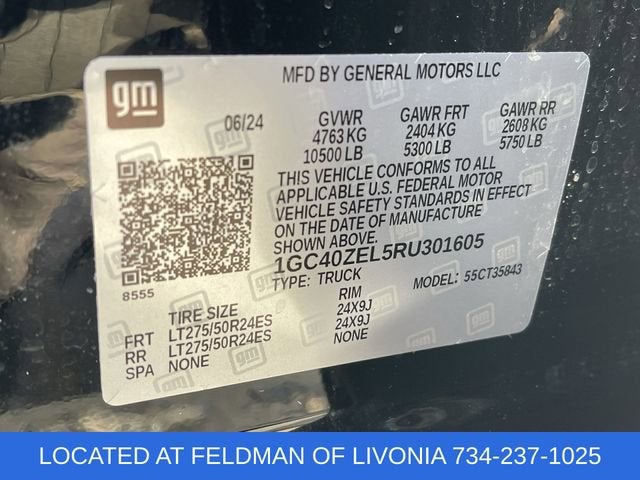 gm
MFD BY GENERAL MOTORS LLC
06/24
GVWR GAWR FRT GAWR RR
4763 KG 2404 KG 2608 KG
10500 LB 5300 LB 5750 LB
THIS VEHICLE CONFORMS TO ALL
APPLICABLE U.S. FEDERAL MOTOR
VEHICLE SAFETY STANDARDS IN EFFECT
ON THE DATE OF MANUFACTURE
SHOWN ABOVE.
1GC40ZEL5RU301605
TYPE: TRUCK MODEL: 55CT35843
8555
TIRE SIZE RIM
FRT LT275/50R24ES 24X9J
RR LT275/50R24ES 24X9J
SPA NONE NONE
LOCATED AT FELDMAN OF LIVONIA 734-237-1025